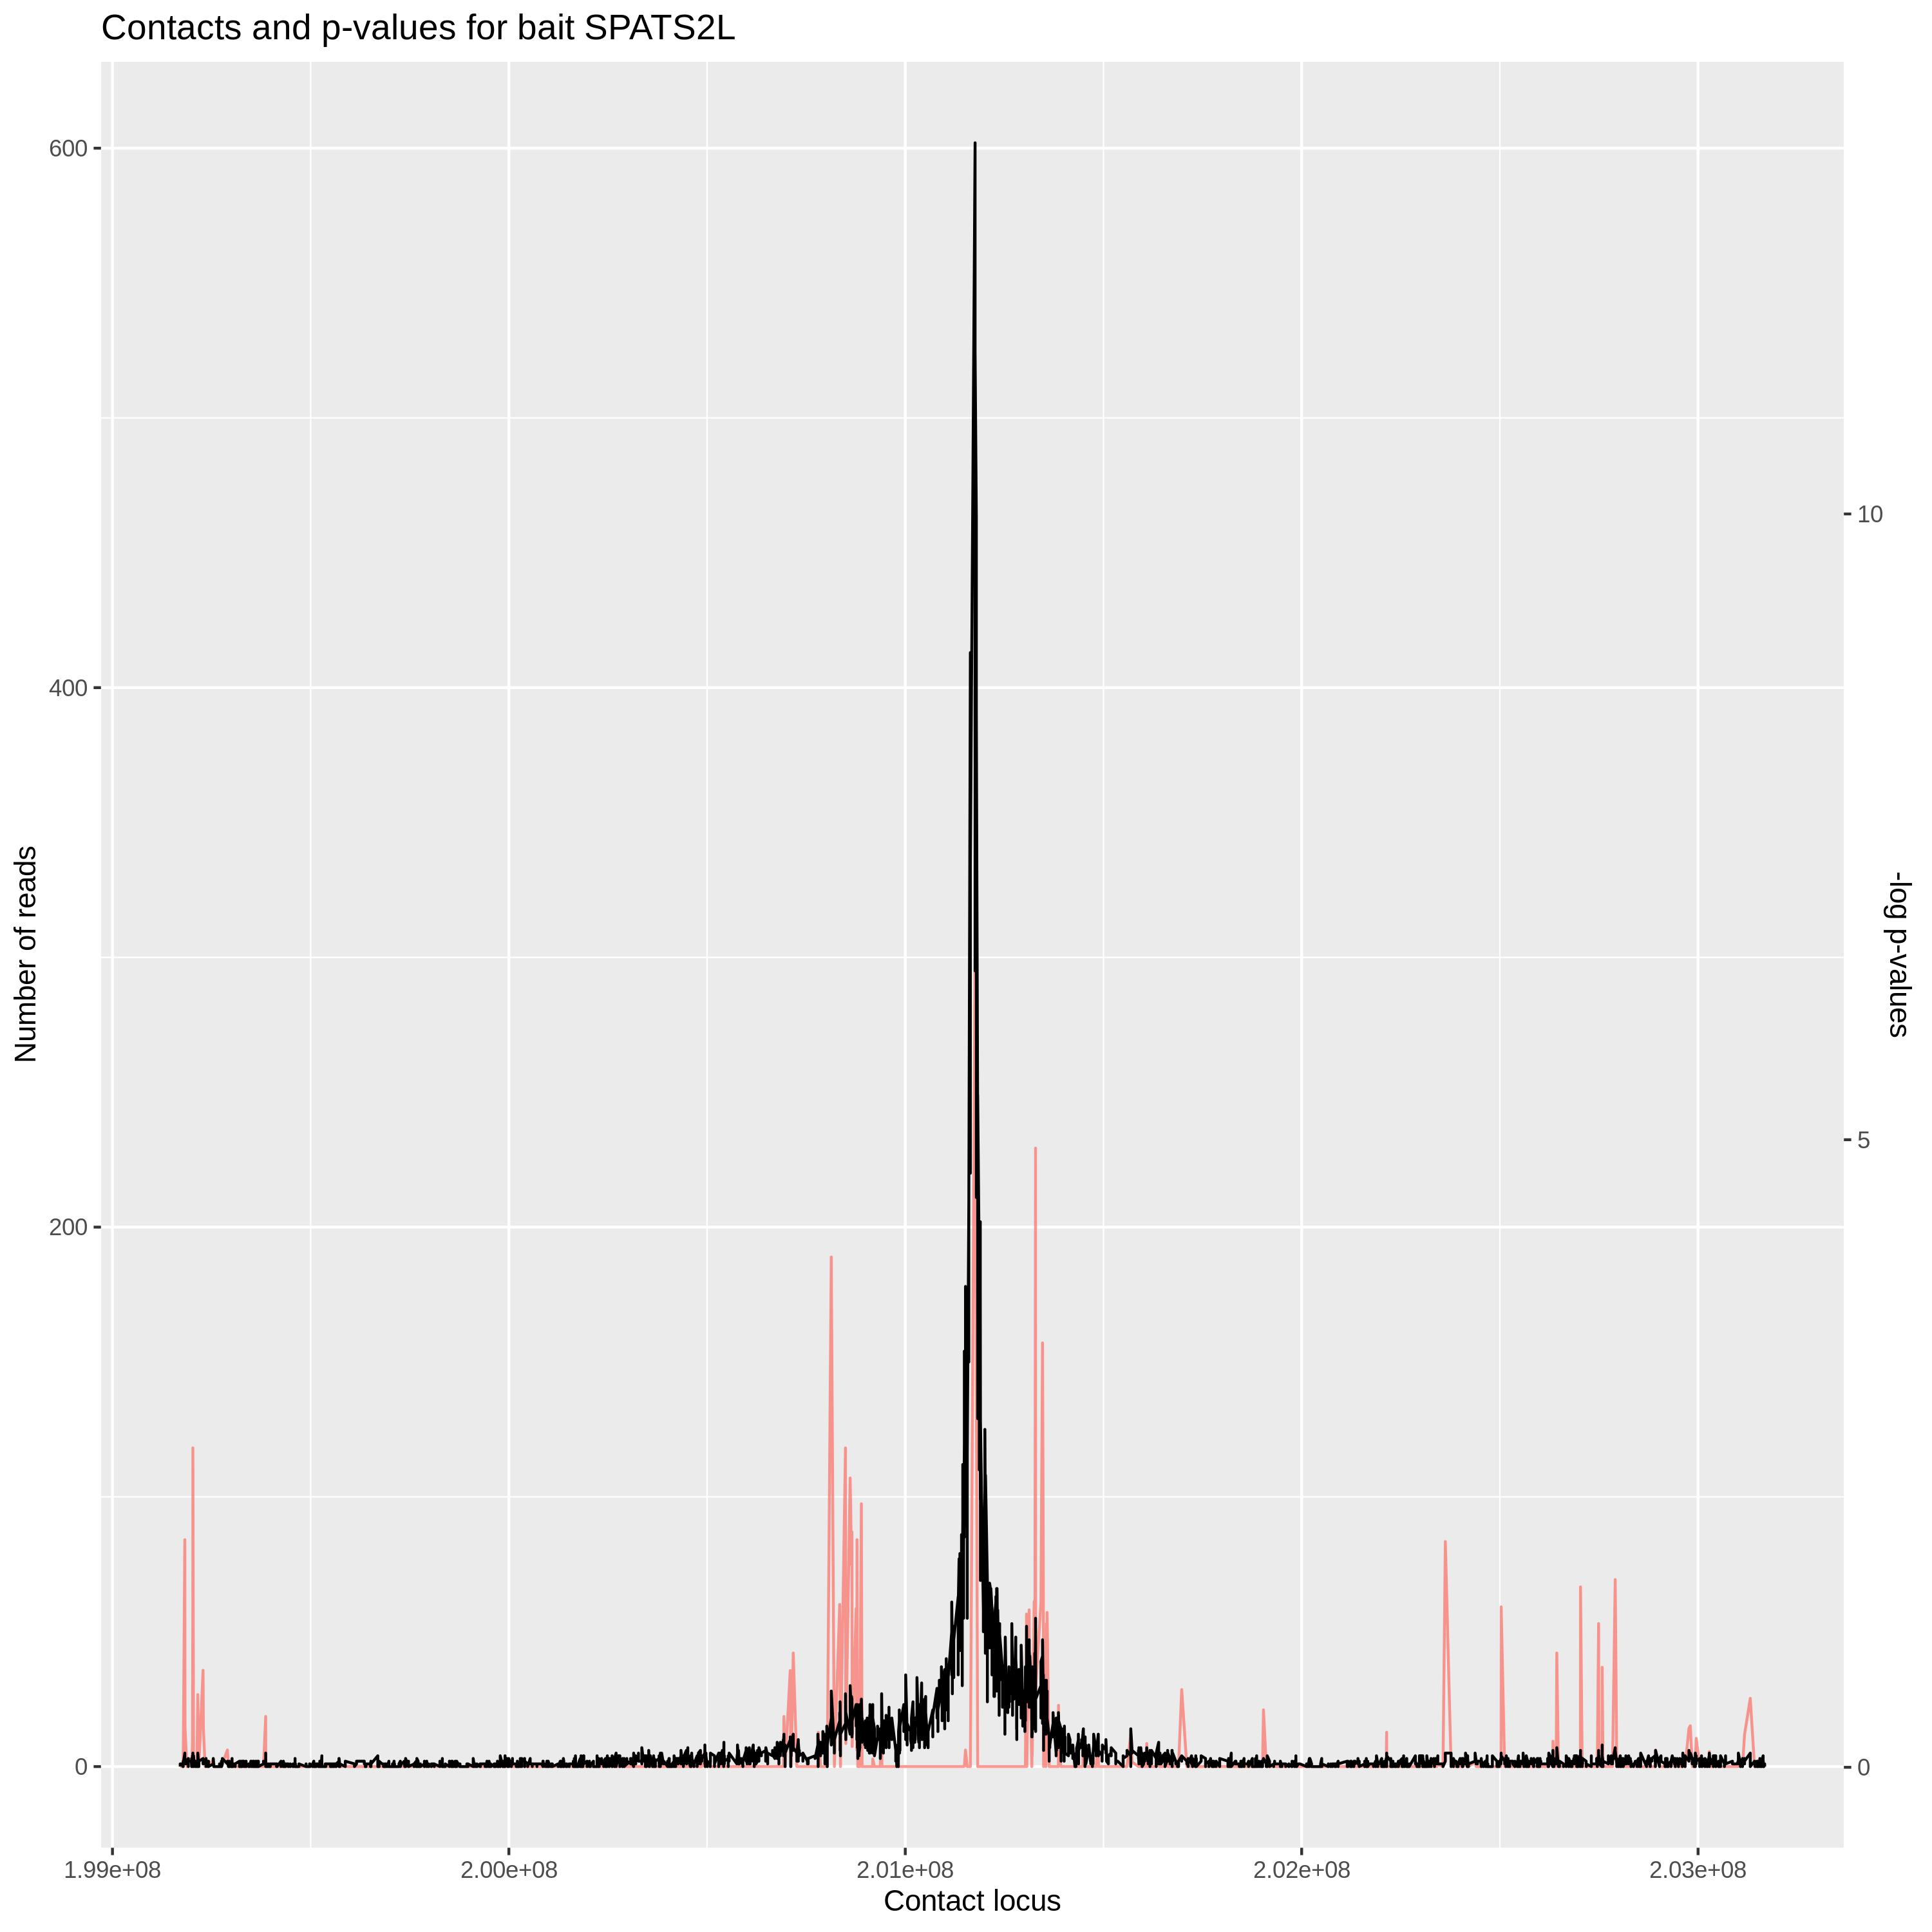 Contacts and p-values for bait SPATS2L
600
400
200
0
Number of reads
10
5
0
-log p-values
1.99e+08 2.00e+08 2.01e+08 2.02e+08 2.03e+08
Contact locus